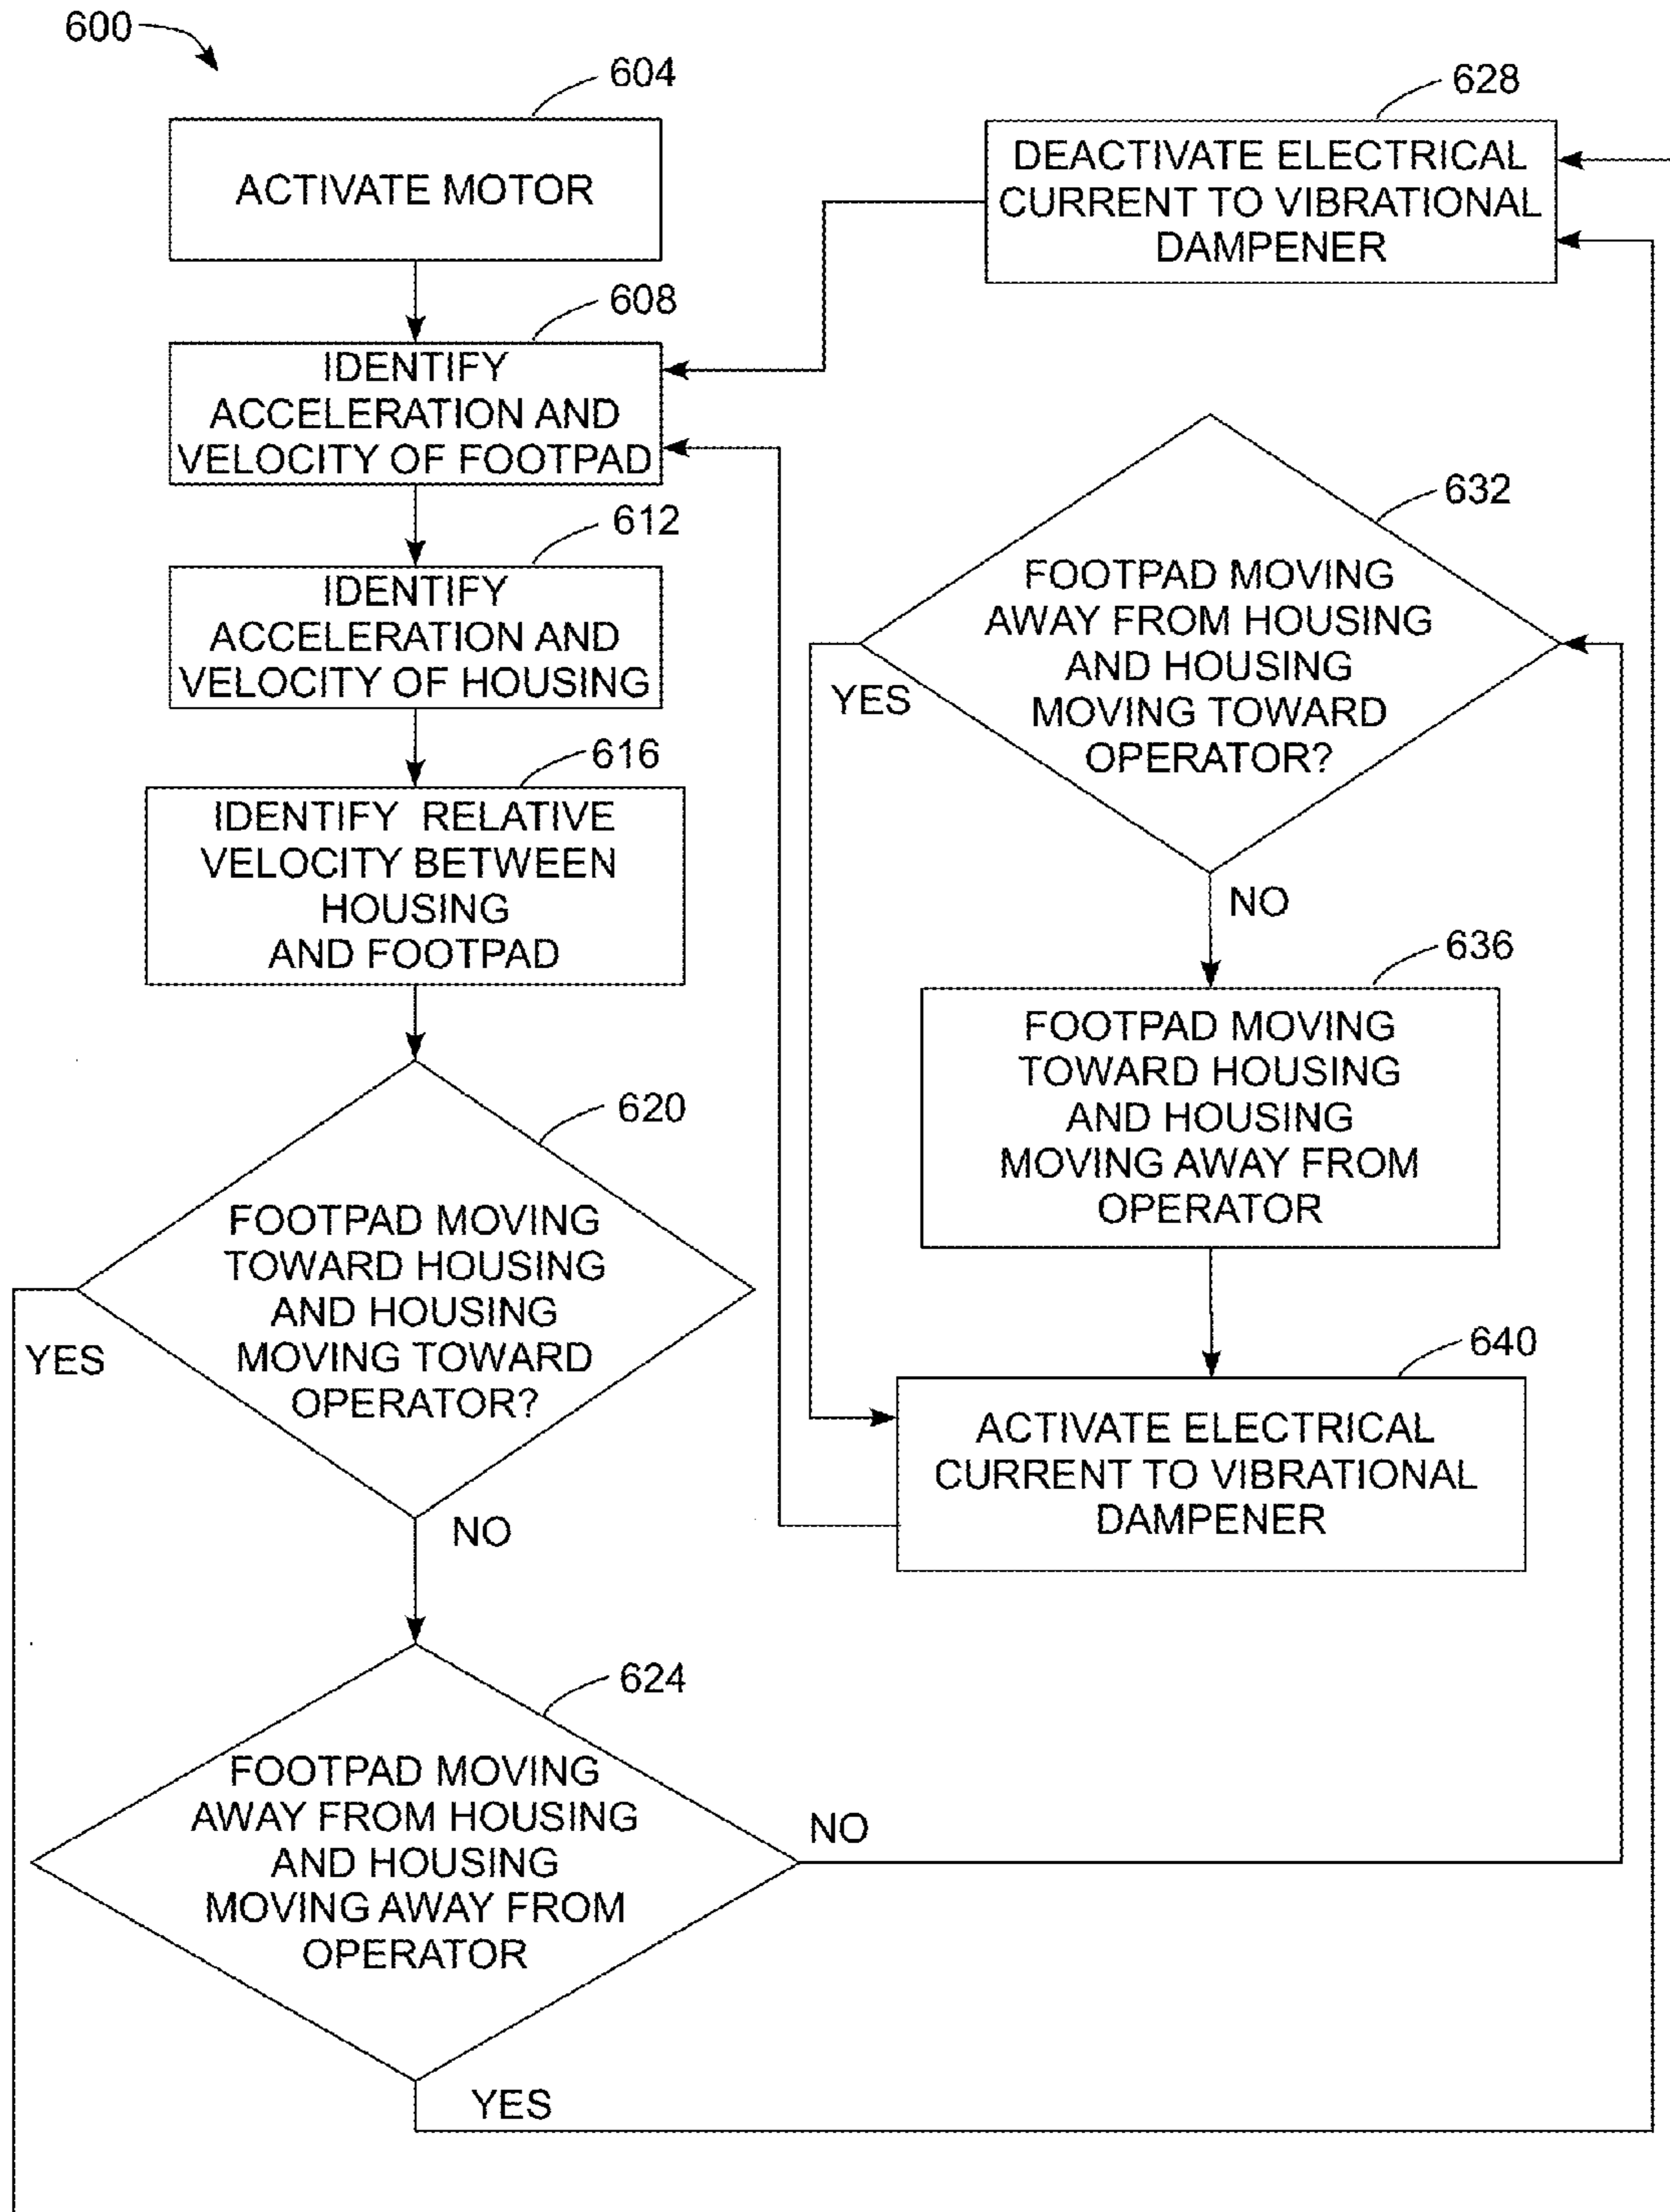 600
604
ACTIVATE MOTOR
608
IDENTIFY
ACCELERATION AND
VELOCITY OF FOOTPAD
612
IDENTIFY
ACCELERATION AND
VELOCITY OF HOUSING
616
IDENTIFY RELATIVE
VELOCITY BETWEEN
HOUSING
AND FOOTPAD
620
FOOTPAD MOVING
TOWARD HOUSING
AND HOUSING
MOVING TOWARD
OPERATOR?
YES
NO
624
FOOTPAD MOVING
AWAY FROM HOUSING
AND HOUSING
MOVING AWAY FROM
OPERATOR
NO
YES
628
DEACTIVATE ELECTRICAL
CURRENT TO VIBRATIONAL
DAMPENER
632
FOOTPAD MOVING
AWAY FROM HOUSING
AND HOUSING
MOVING TOWARD
OPERATOR?
YES
NO
636
FOOTPAD MOVING
TOWARD HOUSING
AND HOUSING
MOVING AWAY FROM
OPERATOR
640
ACTIVATE ELECTRICAL
CURRENT TO VIBRATIONAL
DAMPENER